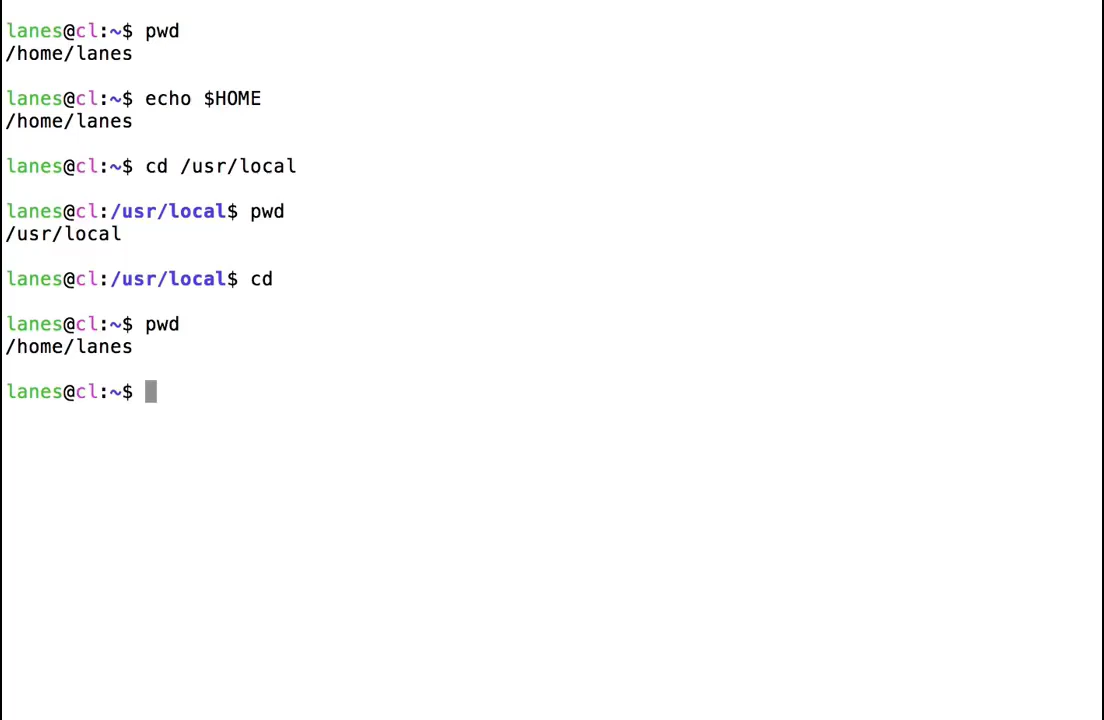 lanes@cl:~$ pwd
/home/lanes
lanes@cl:~$ echo $HOME
/home/lanes
lanes@cl:~$ cd /usr/local
lanes@cl:/usr/local$ pwd
/usr/local
lanes@cl:/usr/local$ cd
lanes@cl:~$ pwd
/home/lanes
lanes@cl:~$